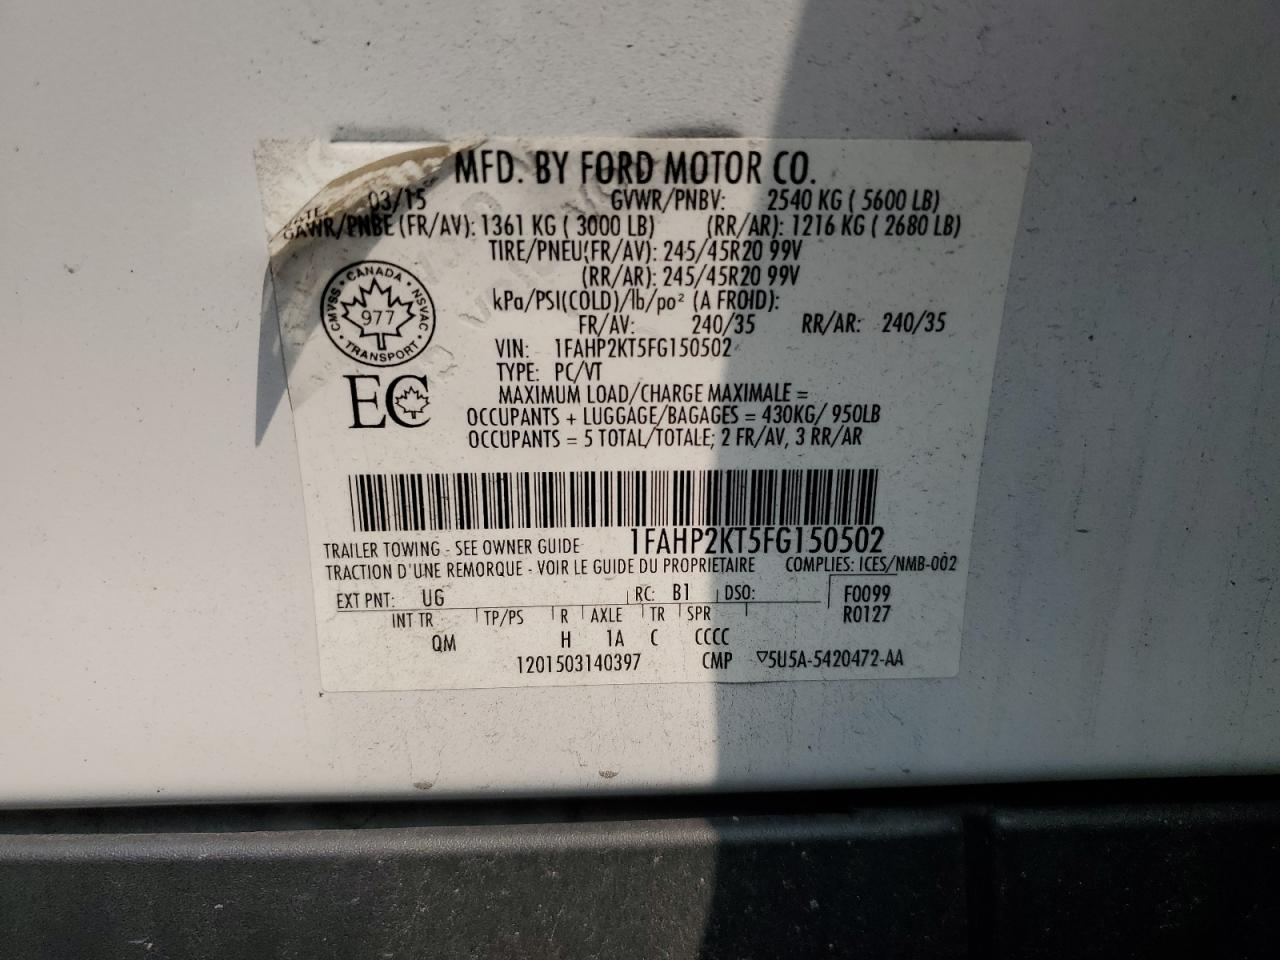 MFD. BY FORD MOTOR CO.
DATE 03/15 GVWR/PNBV: 2540 KG ( 5600 LB)
GAWR/PNBE (FR/AV): 1361 KG ( 3000 LB) (RR/AR): 1216 KG ( 2680 LB)
TIRE/PNEU(FR/AV): 245/45R20 99V
(RR/AR): 245/45R20 99V
kPa/PSI(COLD)/lb/po² (A FROID):
FR/AV: 240/35 RR/AR: 240/35
VIN: 1FAHP2KT5FG150502
TYPE: PC/VT
MAXIMUM LOAD/CHARGE MAXIMALE =
OCCUPANTS + LUGGAGE/BAGAGES = 430KG/ 950LB
OCCUPANTS = 5 TOTAL/TOTALE; 2 FR/AV, 3 RR/AR
CANADA · NSVAC · TRANSPORT · CMVSS
977
EC
1FAHP2KT5FG150502
TRAILER TOWING - SEE OWNER GUIDE
TRACTION D'UNE REMORQUE - VOIR LE GUIDE DU PROPRIETAIRE COMPLIES: ICES/NMB-002
EXT PNT: UG RC: B1 DSO: F0099
INT TR TP/PS R AXLE TR SPR R0127
QM H 1A C CCCC
1201503140397 CMP ▽5U5A-5420472-AA